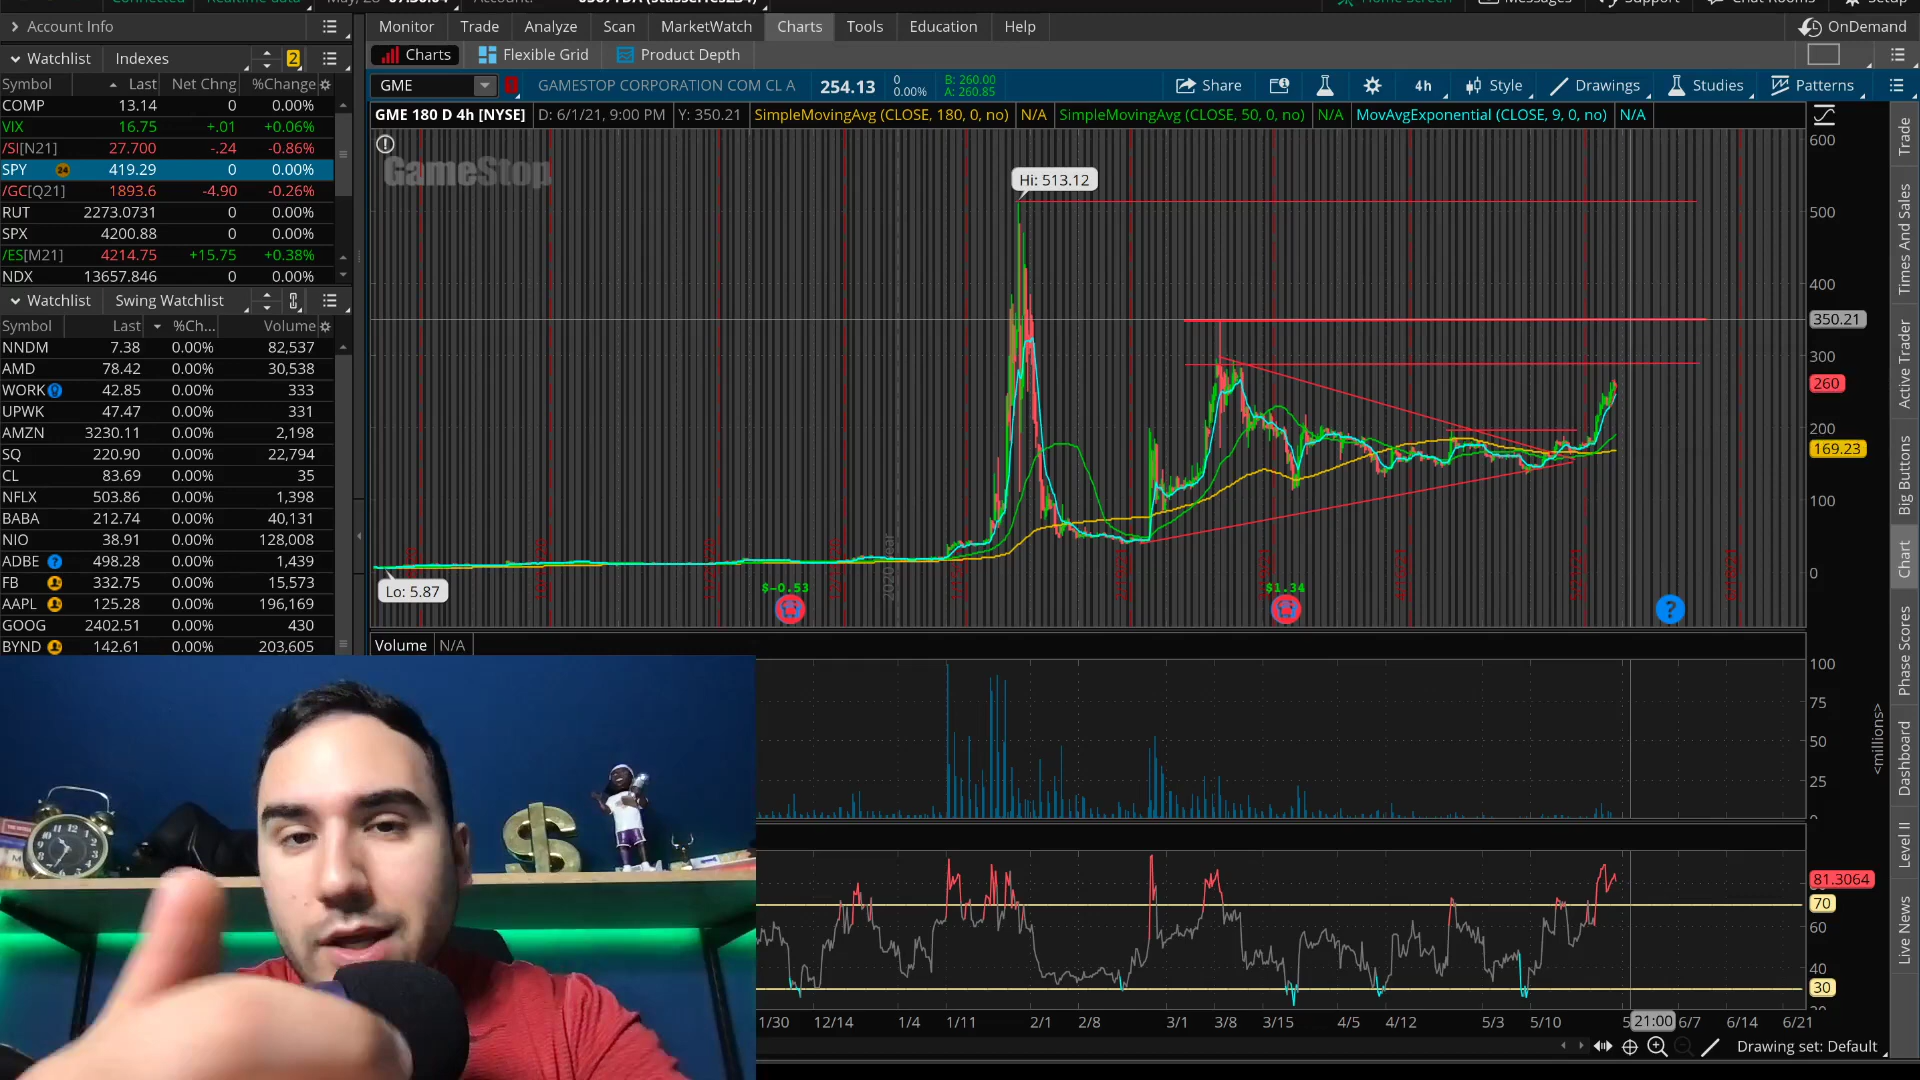 Account Info
Monitor Trade Analyze Scan MarketWatch Charts Tools Education Help
OnDemand
Charts Flexible Grid Product Depth
Watchlist Indexes 2
Symbol Last Net Chng %Change
COMP 13.14 0 0.00%
VIX 16.75 +.01 +0.06%
/SI[N21] 27.700 -.24 -0.86%
SPY 24 419.29 0 0.00%
/GC[Q21] 1893.6 -4.90 -0.26%
RUT 2273.0731 0 0.00%
SPX 4200.88 0 0.00%
/ES[M21] 4214.75 +15.75 +0.38%
NDX 13657.846 0 0.00%
Watchlist Swing Watchlist
Symbol Last %Ch... Volume
NNDM 7.38 0.00% 82,537
AMD 78.42 0.00% 30,538
WORK 42.85 0.00% 333
UPWK 47.47 0.00% 331
AMZN 3230.11 0.00% 2,198
SQ 220.90 0.00% 22,794
CL 83.69 0.00% 35
NFLX 503.86 0.00% 1,398
BABA 212.74 0.00% 40,131
NIO 38.91 0.00% 128,008
ADBE ? 498.28 0.00% 1,439
FB 332.75 0.00% 15,573
AAPL 125.28 0.00% 196,169
GOOG 2402.51 0.00% 430
BYND 142.61 0.00% 203,605
GME GAMESTOP CORPORATION COM CL A 254.13 0 0.00% B: 260.00 A: 260.85 Share 4h Style Drawings Studies Patterns
GME 180 D 4h [NYSE] D: 6/1/21, 9:00 PM Y: 350.21 SimpleMovingAvg (CLOSE, 180, 0, no) N/A SimpleMovingAvg (CLOSE, 50, 0, no) N/A MovAvgExponential (CLOSE, 9, 0, no) N/A
GameStop
Hi: 513.12
Lo: 5.87
$-0.53
$1.34
?
600
500
400
350.21
300
260
200
169.23
100
0
Volume N/A
100
75
50
25
<millions>
81.3064
70
60
40
30
1/30 12/14 1/4 1/11 2/1 2/8 3/1 3/8 3/15 4/5 4/12 5/3 5/10 21:00 6/7 6/14 6/21
Drawing set: Default
Trade
Times And Sales
Active Trader
Big Buttons
Chart
Phase Scores
Dashboard
Level II
Live News
$